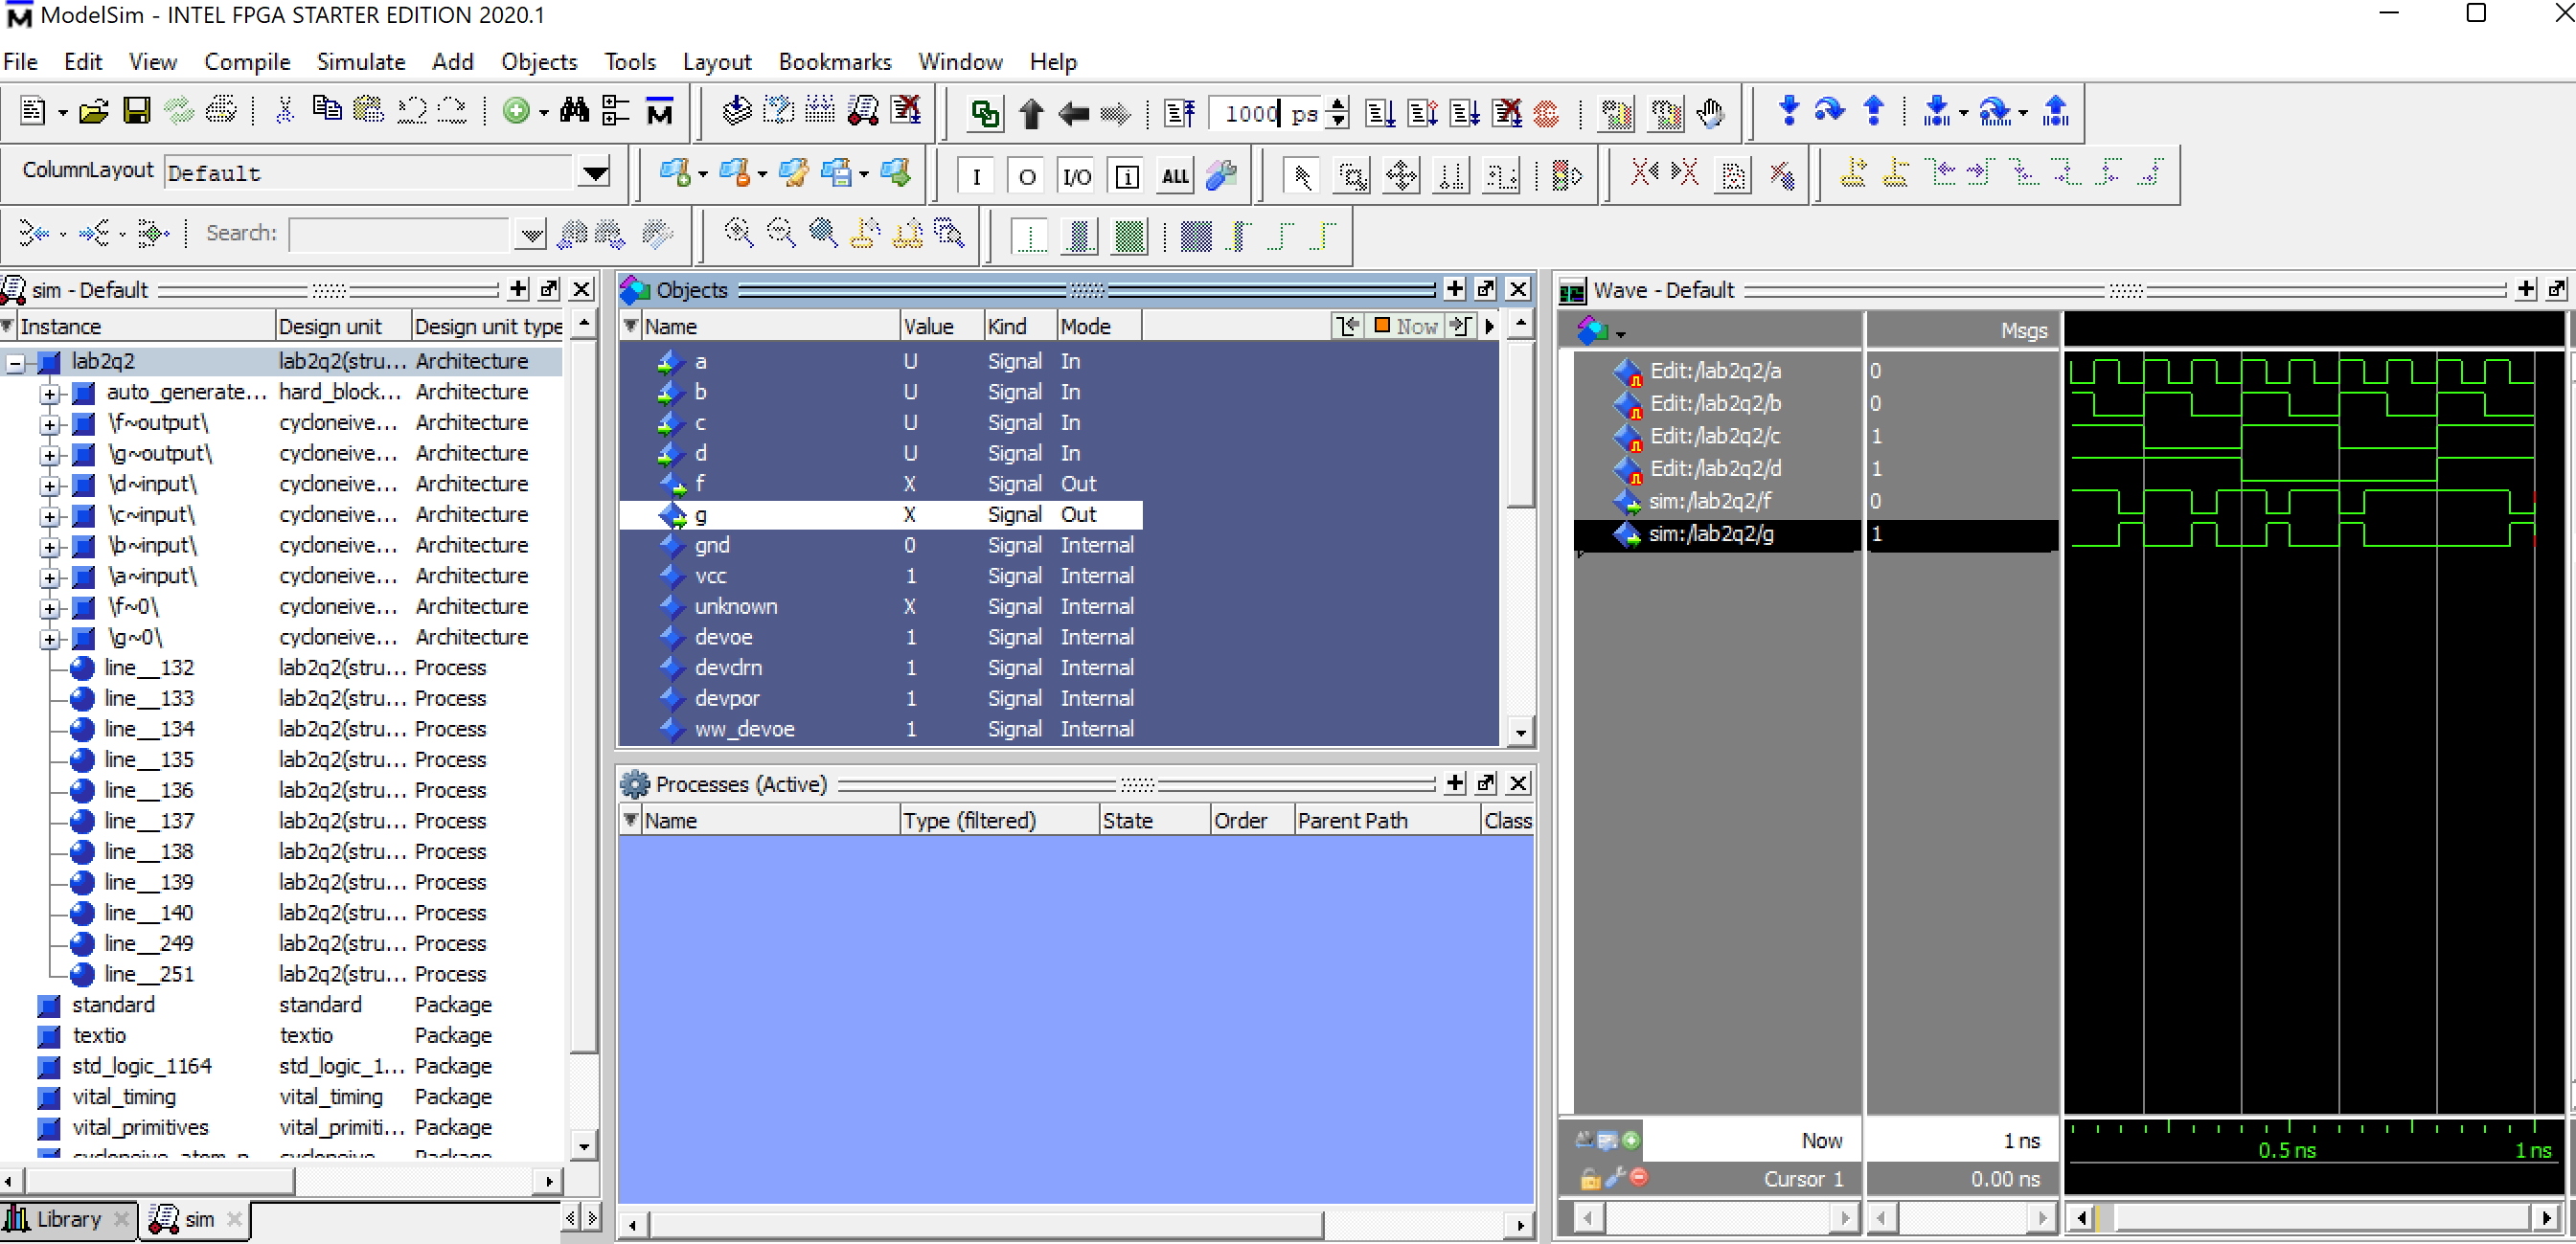 ModelSim - INTEL FPGA STARTER EDITION 2020.1
File Edit View Compile Simulate Add Objects Tools Layout Bookmarks Window Help
1000 ps
ColumnLayout Default
I O I/O i ALL
Search:
sim - Default
Instance Design unit Design unit type
lab2q2 lab2q2(stru... Architecture
auto_generate... hard_block... Architecture
\f~output\ cycloneive... Architecture
\g~output\ cycloneive... Architecture
\d~input\ cycloneive... Architecture
\c~input\ cycloneive... Architecture
\b~input\ cycloneive... Architecture
\a~input\ cycloneive... Architecture
\f~0\ cycloneive... Architecture
\g~0\ cycloneive... Architecture
line__132 lab2q2(stru... Process
line__133 lab2q2(stru... Process
line__134 lab2q2(stru... Process
line__135 lab2q2(stru... Process
line__136 lab2q2(stru... Process
line__137 lab2q2(stru... Process
line__138 lab2q2(stru... Process
line__139 lab2q2(stru... Process
line__140 lab2q2(stru... Process
line__249 lab2q2(stru... Process
line__251 lab2q2(stru... Process
standard standard Package
textio textio Package
std_logic_1164 std_logic_1... Package
vital_timing vital_timing Package
vital_primitives vital_primiti... Package
Library sim
Objects
Name Value Kind Mode Now
a U Signal In
b U Signal In
c U Signal In
d U Signal In
f X Signal Out
g X Signal Out
gnd 0 Signal Internal
vcc 1 Signal Internal
unknown X Signal Internal
devoe 1 Signal Internal
devclrn 1 Signal Internal
devpor 1 Signal Internal
ww_devoe 1 Signal Internal
Processes (Active)
Name Type (filtered) State Order Parent Path Class
Wave - Default
Msgs
Edit:/lab2q2/a 0
Edit:/lab2q2/b 0
Edit:/lab2q2/c 1
Edit:/lab2q2/d 1
sim:/lab2q2/f 0
sim:/lab2q2/g 1
Now 1 ns
0.5 ns 1 ns
Cursor 1 0.00 ns